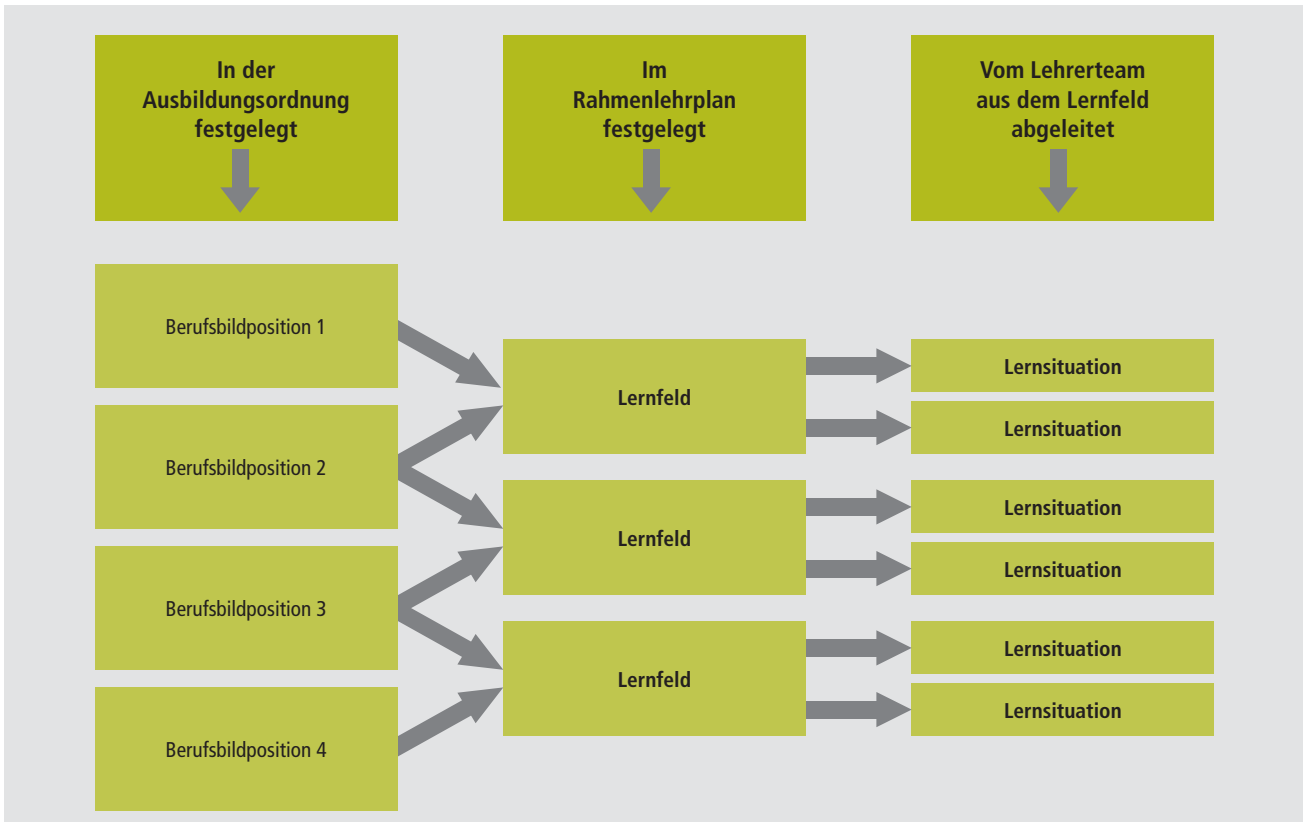 In der
Ausbildungsordnung
festgelegt
Im
Rahmenlehrplan
festgelegt
Vom Lehrerteam
aus dem Lernfeld
abgeleitet
Berufsbildposition 1
Berufsbildposition 2
Berufsbildposition 3
Berufsbildposition 4
Lernfeld
Lernfeld
Lernfeld
Lernsituation
Lernsituation
Lernsituation
Lernsituation
Lernsituation
Lernsituation